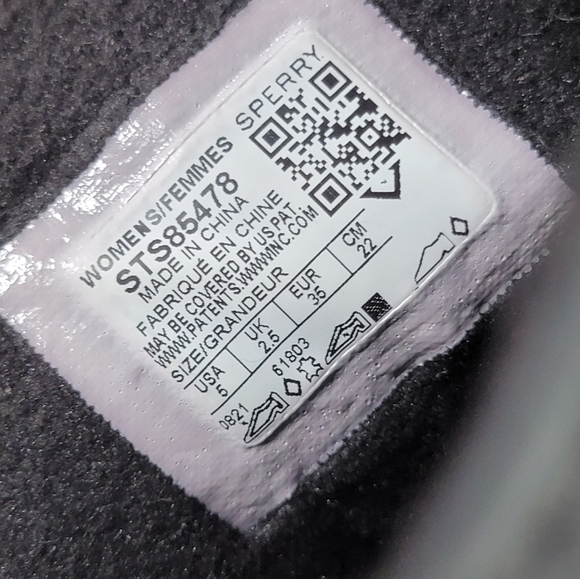 SPERRY
WOMENS/FEMMES
STS85478
MADE IN CHINA
FABRIQUÉ EN CHINE
MAY BE COVERED BY US PAT.
WWW.PATENTS.WWWINC.COM
SIZE/GRANDEUR
USA UK EUR CM
5 2.5 35 22
0821 61803